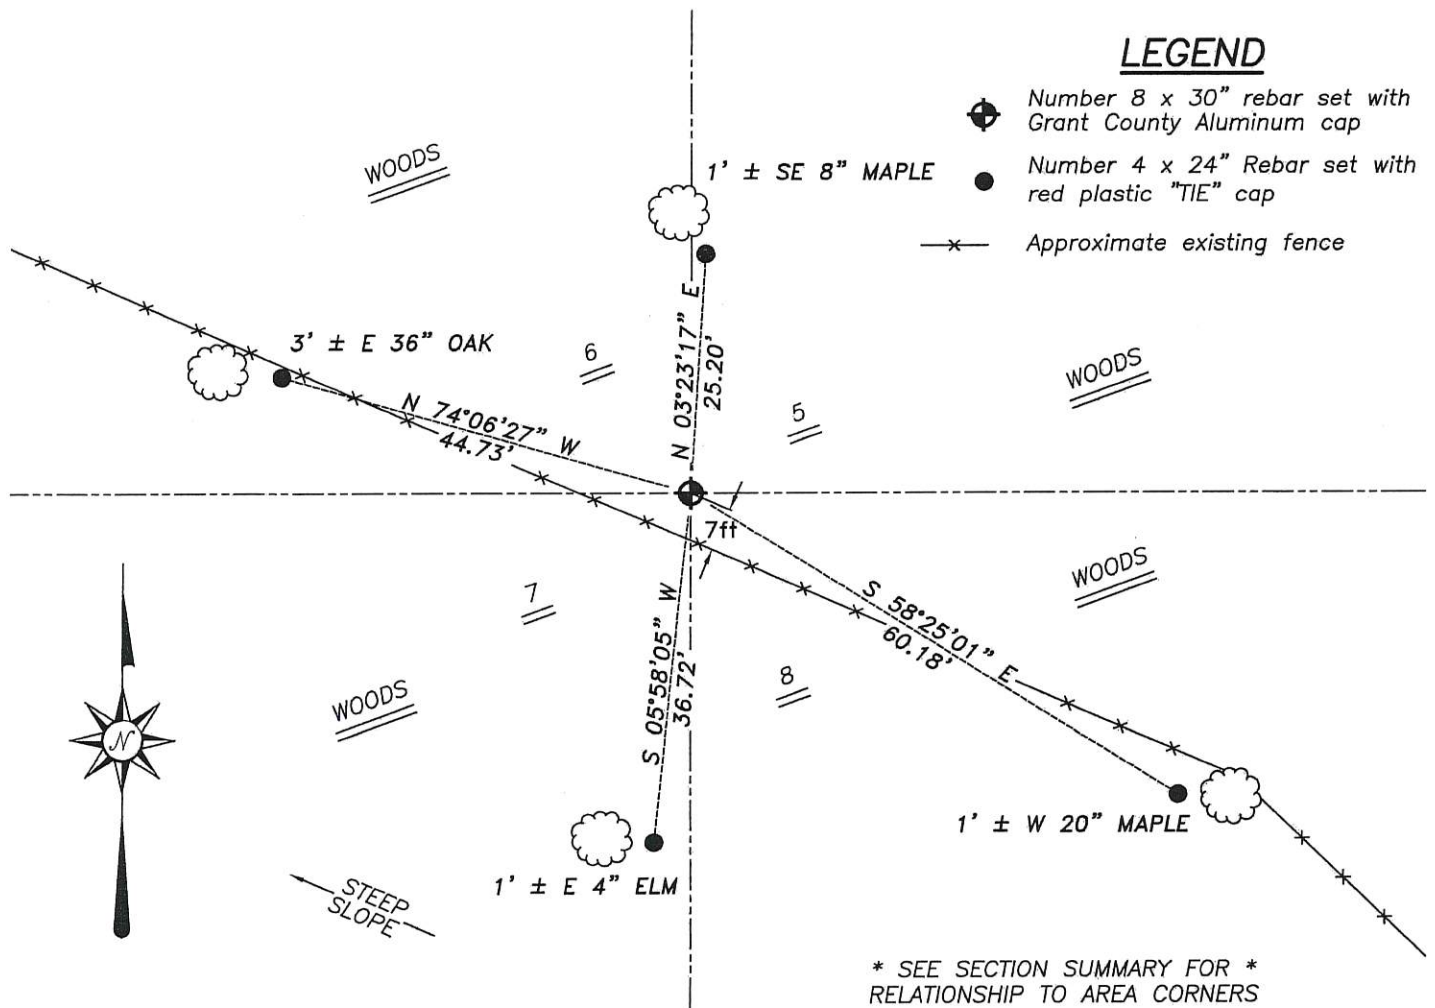 LEGEND
Number 8 x 30" rebar set with
Grant County Aluminum cap
Number 4 x 24" Rebar set with
red plastic "TIE" cap
Approximate existing fence
WOODS
1' ± SE 8" MAPLE
3' ± E 36" OAK
6
N 03°23'17" E
25.20'
WOODS
5
N 74°06'27" W
44.73'
7ft
WOODS
7
S 05°58'05" W
36.72'
S 58°25'01" E
60.18'
8
WOODS
N
1' ± W 20" MAPLE
1' ± E 4" ELM
STEEP
SLOPE
* SEE SECTION SUMMARY FOR *
RELATIONSHIP TO AREA CORNERS